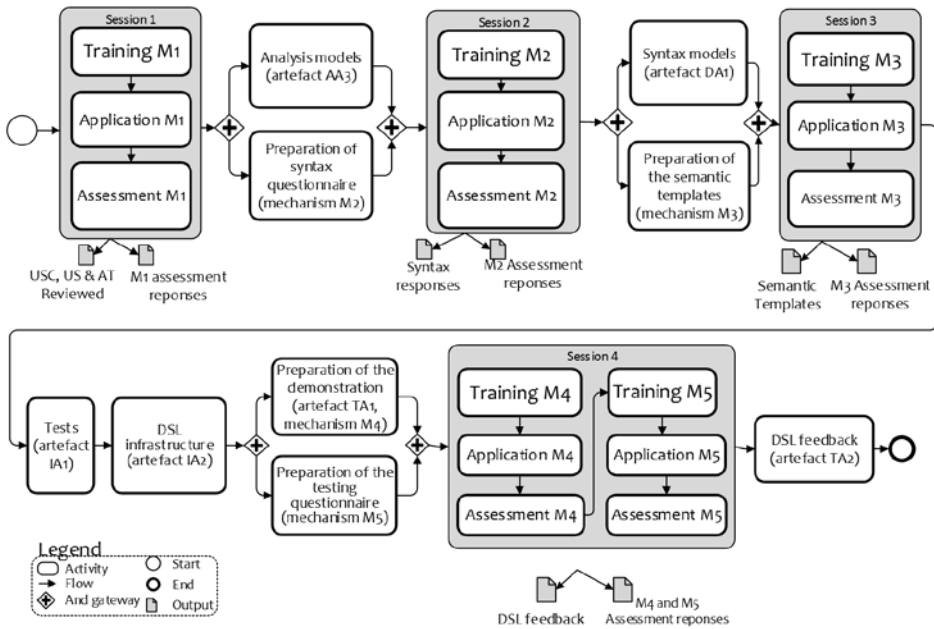 Session 1
Training M1
Application M1
Assessment M1
USC, US & AT
Reviewed
M1 assessment
reponses
Analysis models
(artefact AA3)
Preparation of
syntax
questionnaire
(mechanism M2)
Session 2
Training M2
Application M2
Assessment M2
Syntax
responses
M2 Assessment
reponses
Syntax models
(artefact DA1)
Preparation of
the semantic
templates
(mechanism M3)
Session 3
Training M3
Application M3
Assessment M3
Semantic
Templates
M3 Assessment
reponses
Tests
(artefact
IA1)
DSL
infrastructure
(artefact IA2)
Preparation of the
demonstration
(artefact TA1,
mechanism M4)
Preparation of the
testing
questionnaire
(mechanism M5)
Session 4
Training M4
Application M4
Assessment M4
Training M5
Application M5
Assessment M5
DSL feedback
(artefact TA2)
DSL feedback
M4 and M5
Assessment reponses
Legend
Activity
Flow
And gateway
Start
End
Output